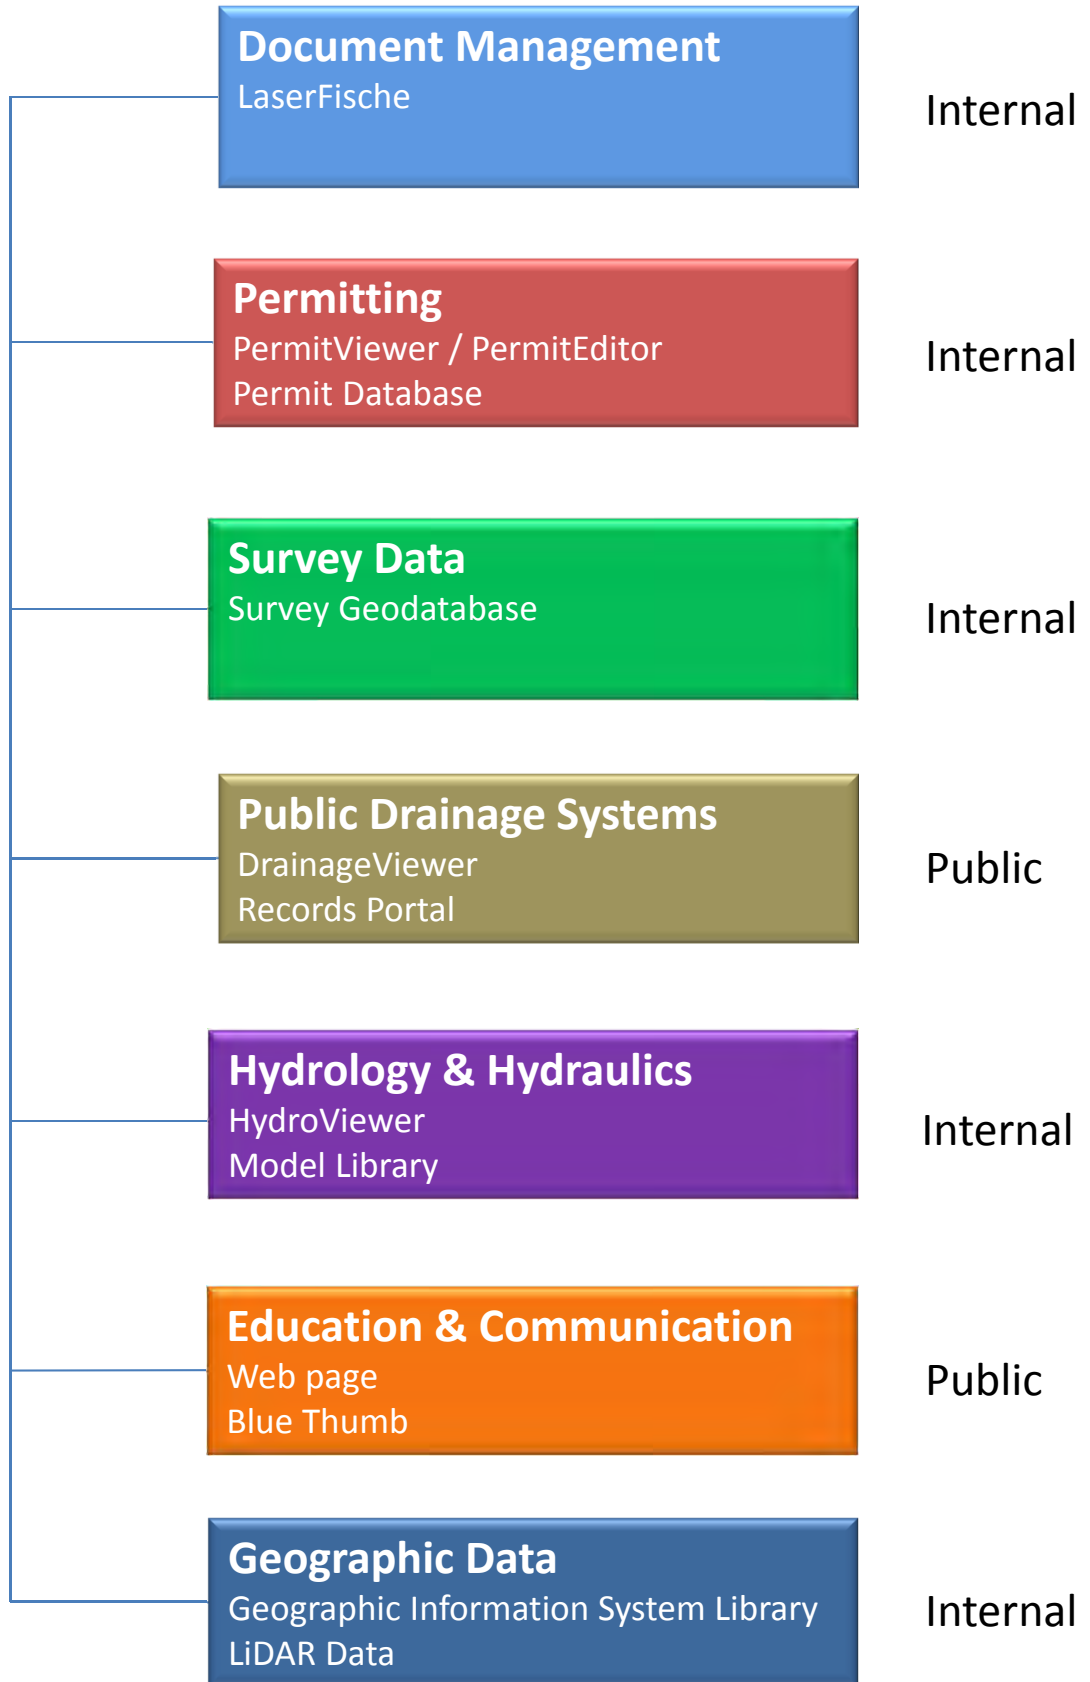 Document Management
LaserFische
Internal
Permitting
PermitViewer / PermitEditor
Permit Database
Internal
Survey Data
Survey Geodatabase
Internal
Public Drainage Systems
DrainageViewer
Records Portal
Public
Hydrology & Hydraulics
HydroViewer
Model Library
Internal
Education & Communication
Web page
Blue Thumb
Public
Geographic Data
Geographic Information System Library
LiDAR Data
Internal